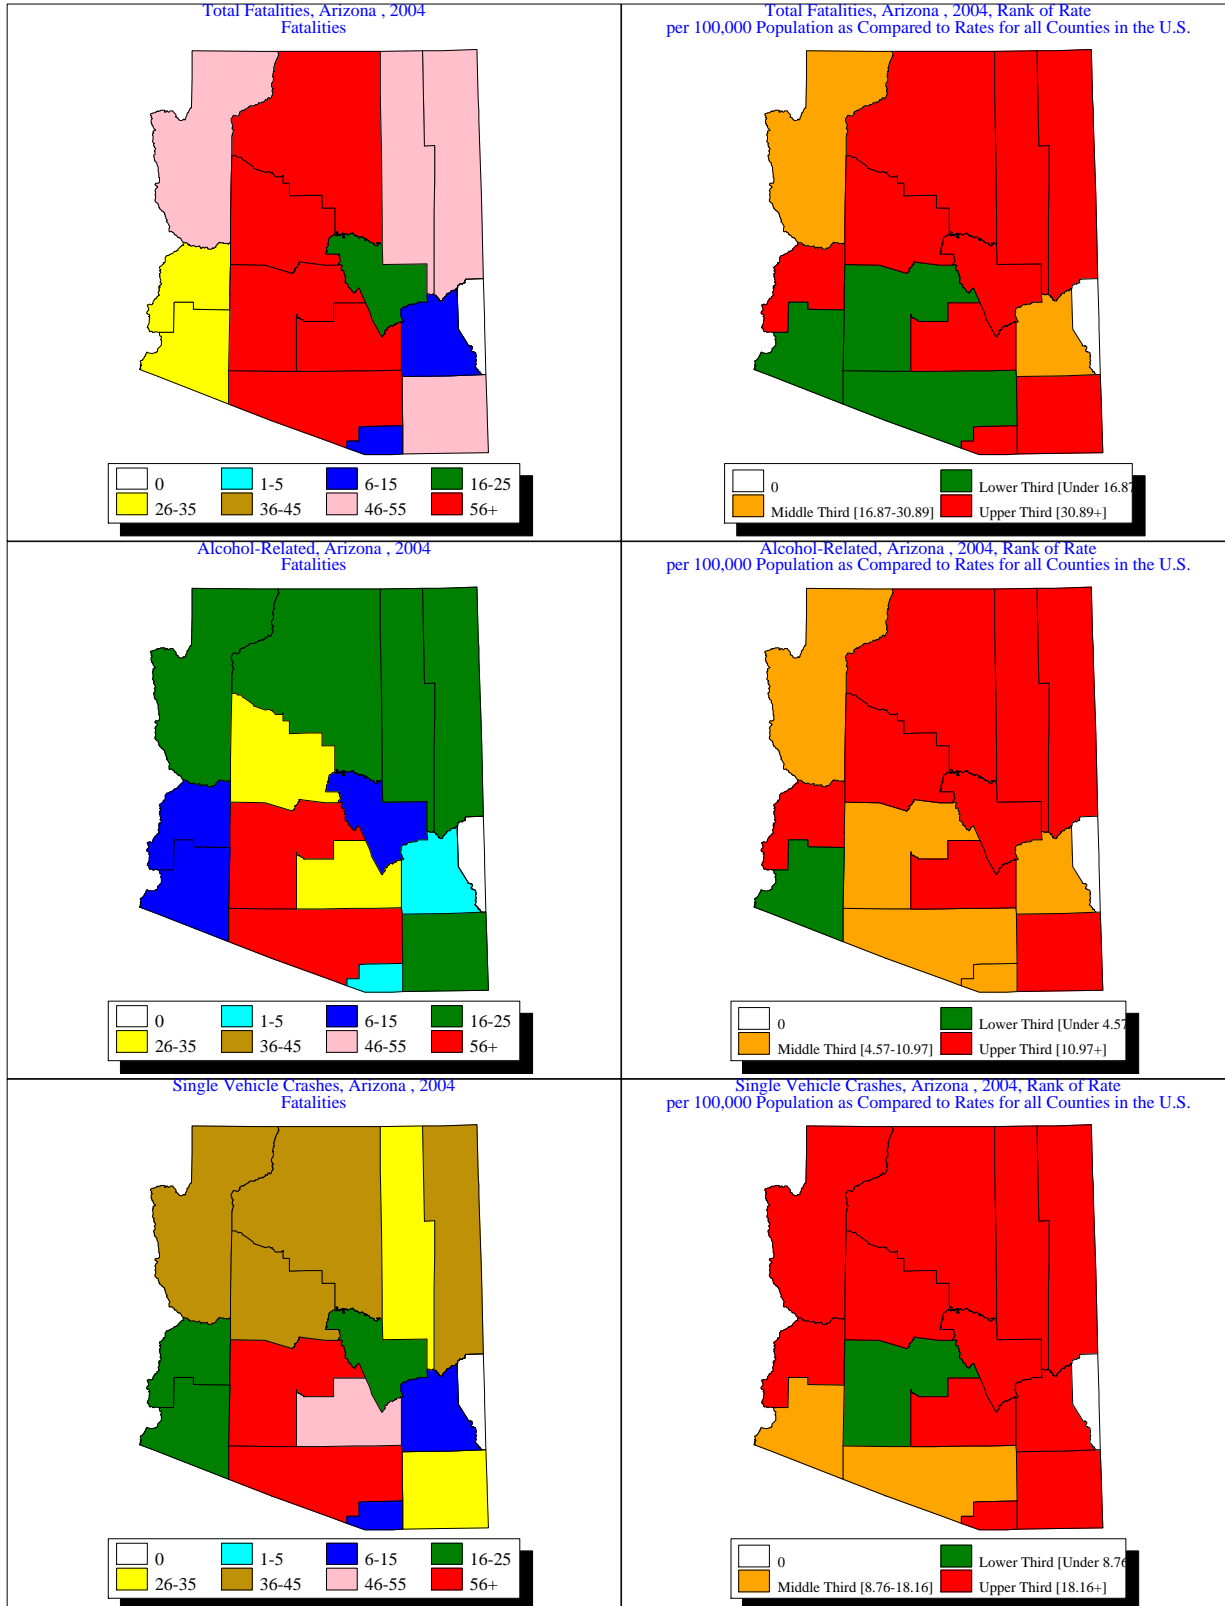 Total Fatalities, Arizona , 2004
Fatalities
0
1-5
6-15
16-25
26-35
36-45
46-55
56+
Total Fatalities, Arizona , 2004, Rank of Rate
per 100,000 Population as Compared to Rates for all Counties in the U.S.
0
Lower Third [Under 16.87
Middle Third [16.87-30.89]
Upper Third [30.89+]
Alcohol-Related, Arizona , 2004
Fatalities
0
1-5
6-15
16-25
26-35
36-45
46-55
56+
Alcohol-Related, Arizona , 2004, Rank of Rate
per 100,000 Population as Compared to Rates for all Counties in the U.S.
0
Lower Third [Under 4.57
Middle Third [4.57-10.97]
Upper Third [10.97+]
Single Vehicle Crashes, Arizona , 2004
Fatalities
0
1-5
6-15
16-25
26-35
36-45
46-55
56+
Single Vehicle Crashes, Arizona , 2004, Rank of Rate
per 100,000 Population as Compared to Rates for all Counties in the U.S.
0
Lower Third [Under 8.76
Middle Third [8.76-18.16]
Upper Third [18.16+]